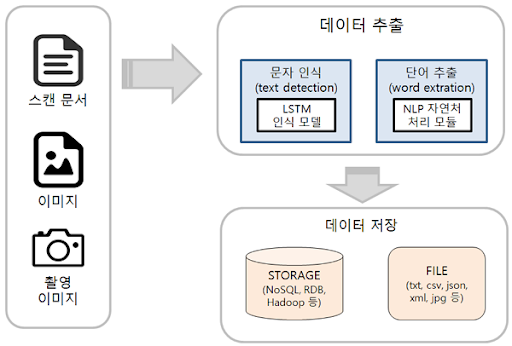 스캔 문서
이미지
촬영
이미지
데이터 추출
문자 인식
(text detection)
LSTM
인식 모델
단어 추출
(word extration)
NLP 자연처
처리 모듈
데이터 저장
STORAGE
(NoSQL, RDB,
Hadoop 등)
FILE
(txt, csv, json,
xml, jpg 등)